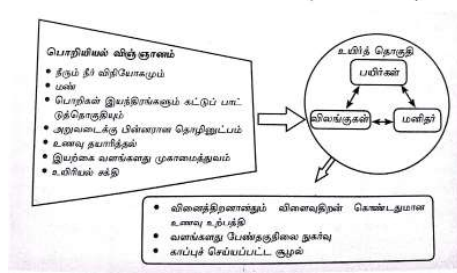 பொறியியல் விஞ்ஞானம்
• நீரும் நீர் விநியோகமும்
• மண்
• பொறிகள் இயந்திரங்களும் கட்டுப் பாட்
டுத்தொகுதியும்
• அறுவடைக்கு பின்னரான தொழினுட்பம்
• உணவு தயாரித்தல்
• இயற்கை வளங்களது முகாமைத்துவம்
• உயிரியல் சக்தி
உயிர்த் தொகுதி
பயிர்கள்
விலங்குகள்
மனிதர்
• வினைத்திறனானதும் விளைவுதிறன் கொண்டதுமான
உணவு உற்பத்தி
• வளங்களது பேண்தகுநிலை நுகர்வு
• காப்புச் செய்யப்பட்ட சூழல்